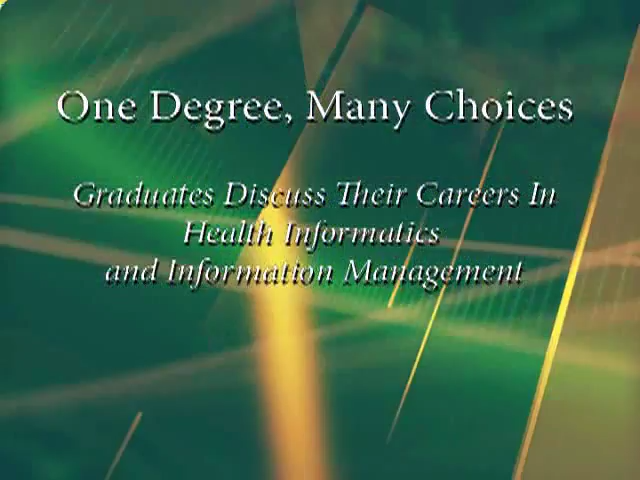 One Degree, Many Choices
Graduates Discuss Their Careers In
Health Informatics
and Information Management